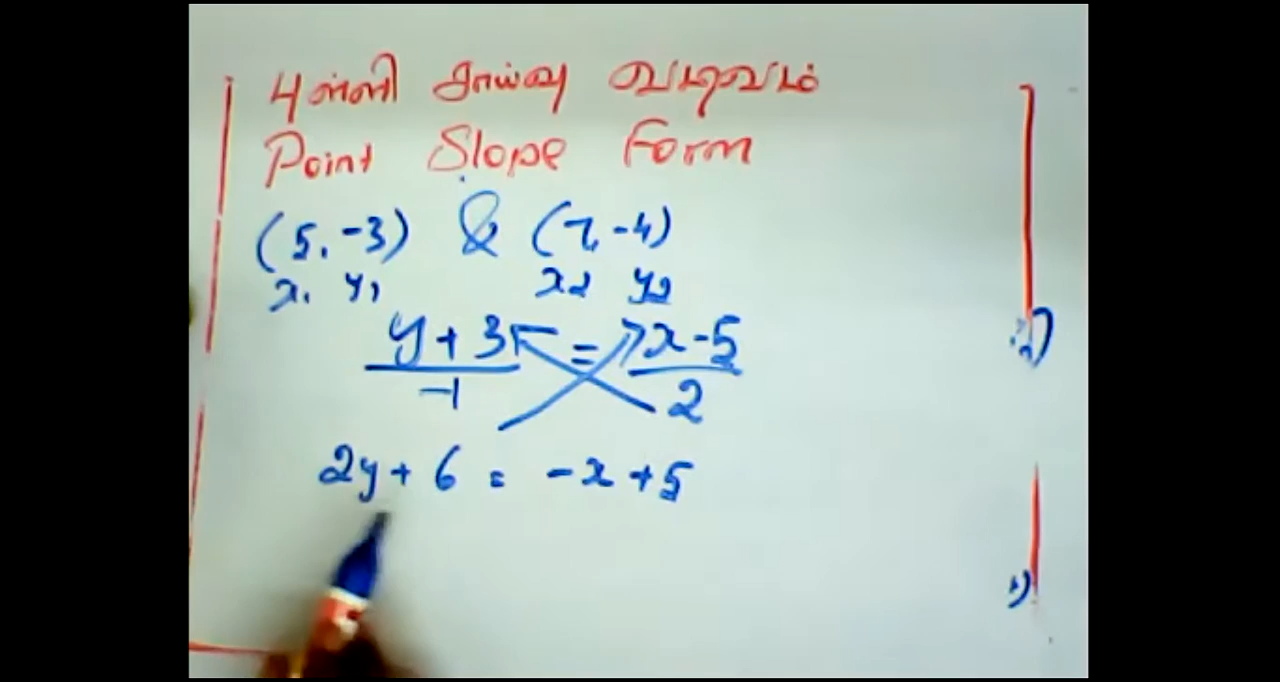 புள்ளி சாய்வு வடிவம்
Point Slope Form
(5, -3) & (7, -4)
x₁ y₁ x₂ y₂
y + 3 = x - 5
-1 2
2y + 6 = -x + 5